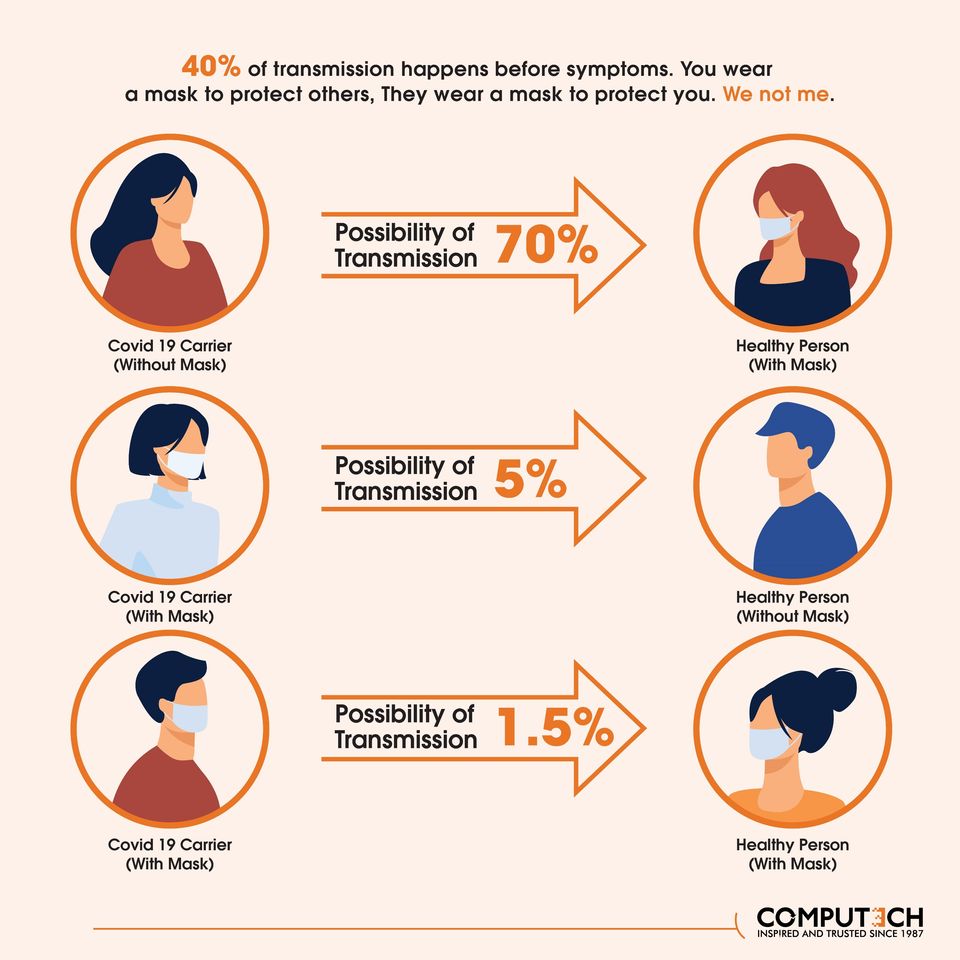 40% of transmission happens before symptoms. You wear
a mask to protect others, They wear a mask to protect you. We not me.
Possibility of
Transmission 70%
Covid 19 Carrier
(Without Mask)
Healthy Person
(With Mask)
Possibility of
Transmission 5%
Covid 19 Carrier
(With Mask)
Healthy Person
(Without Mask)
Possibility of
Transmission 1.5%
Covid 19 Carrier
(With Mask)
Healthy Person
(With Mask)
COMPUTECH
INSPIRED AND TRUSTED SINCE 1987